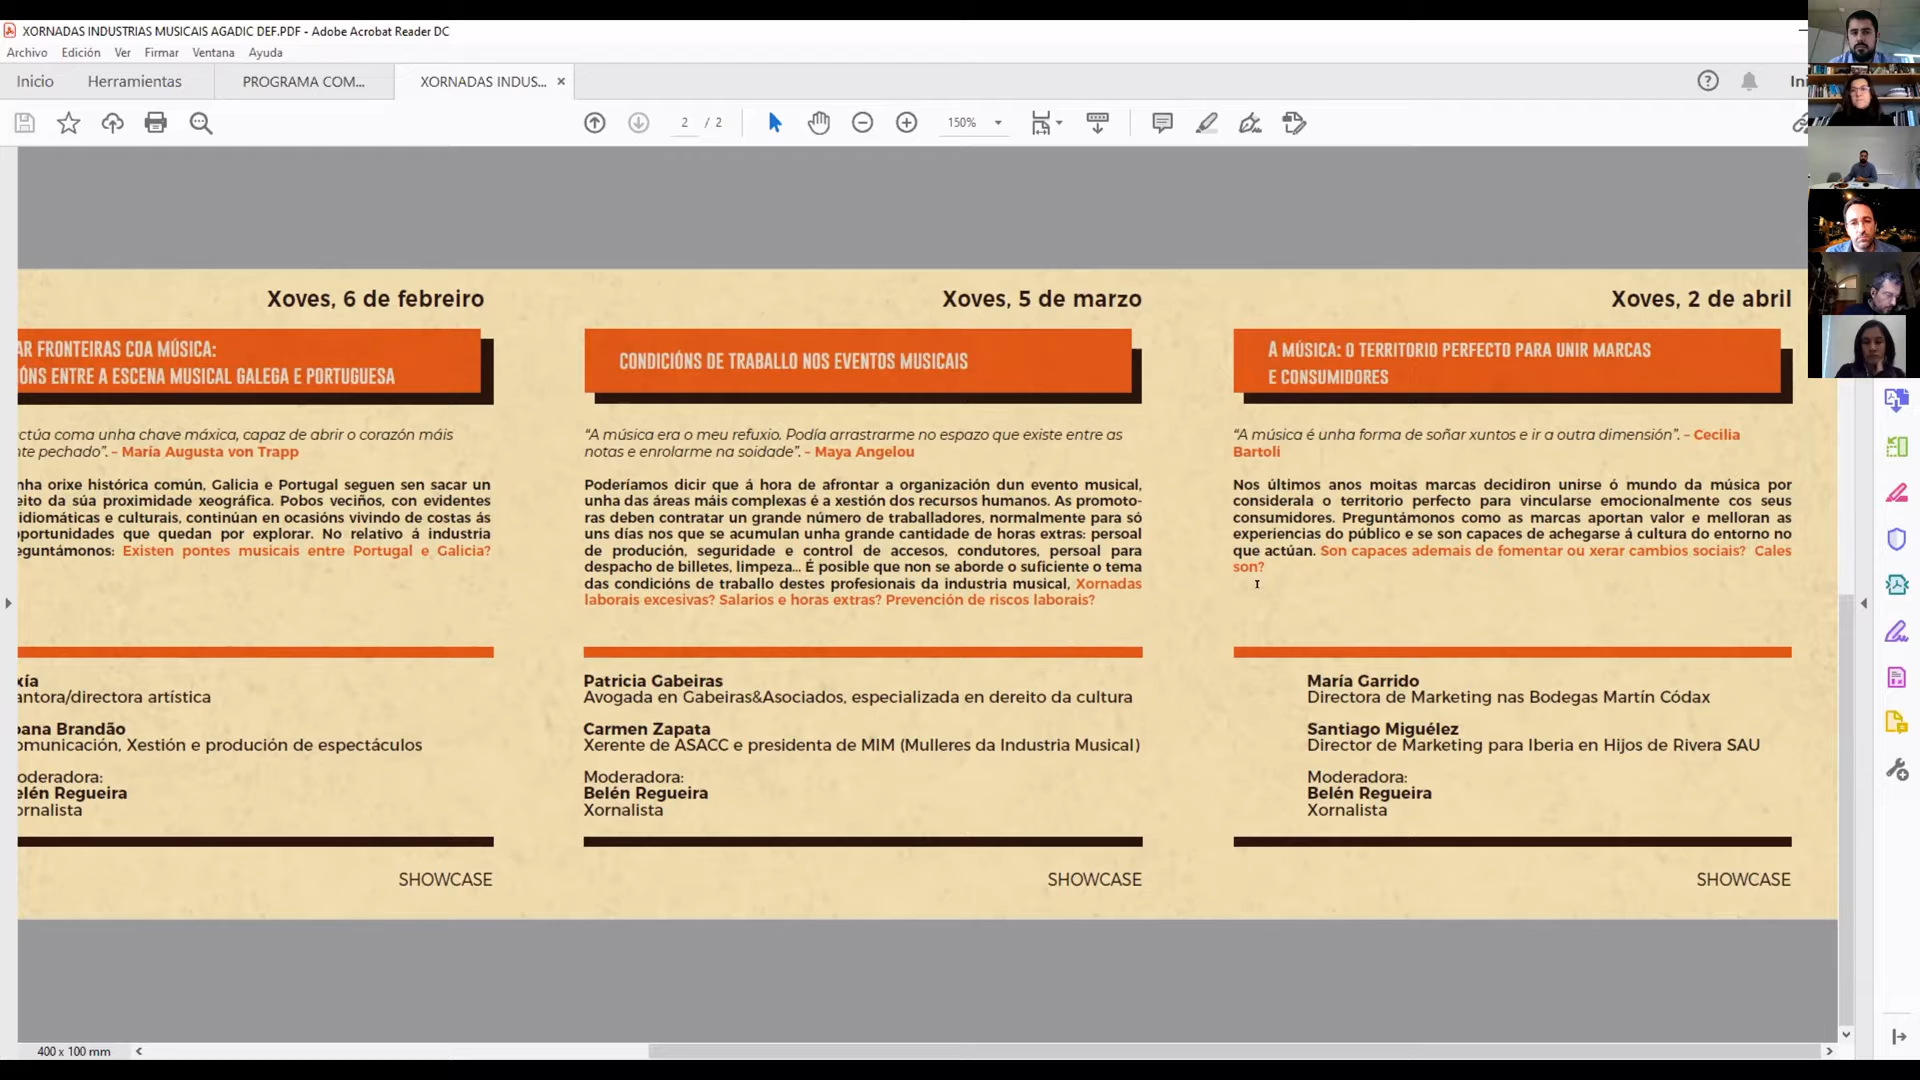 XORNADAS INDUSTRIAS MUSICAIS AGADIC DEF.PDF - Adobe Acrobat Reader DC
Archivo Edición Ver Firmar Ventana Ayuda
Inicio Herramientas PROGRAMA COM... XORNADAS INDUS... ×
2 / 2 150%
Xoves, 6 de febreiro
AR FRONTEIRAS COA MÚSICA:
ÓNS ENTRE A ESCENA MUSICAL GALEGA E PORTUGUESA
ctúa coma unha chave máxica, capaz de abrir o corazón máis
nte pechado”. – María Augusta von Trapp
nha orixe histórica común, Galicia e Portugal seguen sen sacar un
eito da súa proximidade xeográfica. Pobos veciños, con evidentes
idiomáticas e culturais, continúan en ocasións vivindo de costas ás
oportunidades que quedan por explorar. No relativo á industria
eguntámonos: Existen pontes musicais entre Portugal e Galicia?
xía
antora/directora artística
oana Brandão
omunicación, Xestión e produción de espectáculos
oderadora:
elén Regueira
ornalista
SHOWCASE
Xoves, 5 de marzo
CONDICIÓNS DE TRABALLO NOS EVENTOS MUSICAIS
“A música era o meu refuxio. Podía arrastrarme no espazo que existe entre as
notas e enrolarme na soidade”. – Maya Angelou
Poderíamos dicir que á hora de afrontar a organización dun evento musical,
unha das áreas máis complexas é a xestión dos recursos humanos. As promoto-
ras deben contratar un grande número de traballadores, normalmente para só
uns días nos que se acumulan unha grande cantidade de horas extras: persoal
de produción, seguridade e control de accesos, condutores, persoal para
despacho de billetes, limpeza... É posible que non se aborde o suficiente o tema
das condicións de traballo destes profesionais da industria musical, Xornadas
laborais excesivas? Salarios e horas extras? Prevención de riscos laborais?
Patricia Gabeiras
Avogada en Gabeiras&Asociados, especializada en dereito da cultura
Carmen Zapata
Xerente de ASACC e presidenta de MIM (Mulleres da Industria Musical)
Moderadora:
Belén Regueira
Xornalista
SHOWCASE
Xoves, 2 de abril
A MÚSICA: O TERRITORIO PERFECTO PARA UNIR MARCAS
E CONSUMIDORES
“A música é unha forma de soñar xuntos e ir a outra dimensión”. – Cecilia
Bartoli
Nos últimos anos moitas marcas decidiron unirse ó mundo da música por
considerala o territorio perfecto para vincularse emocionalmente cos seus
consumidores. Preguntámonos como as marcas aportan valor e melloran as
experiencias do público e se son capaces de achegarse á cultura do entorno no
que actúan. Son capaces ademais de fomentar ou xerar cambios sociais? Cales
son?
María Garrido
Directora de Marketing nas Bodegas Martín Códax
Santiago Miguélez
Director de Marketing para Iberia en Hijos de Rivera SAU
Moderadora:
Belén Regueira
Xornalista
SHOWCASE
400 x 100 mm